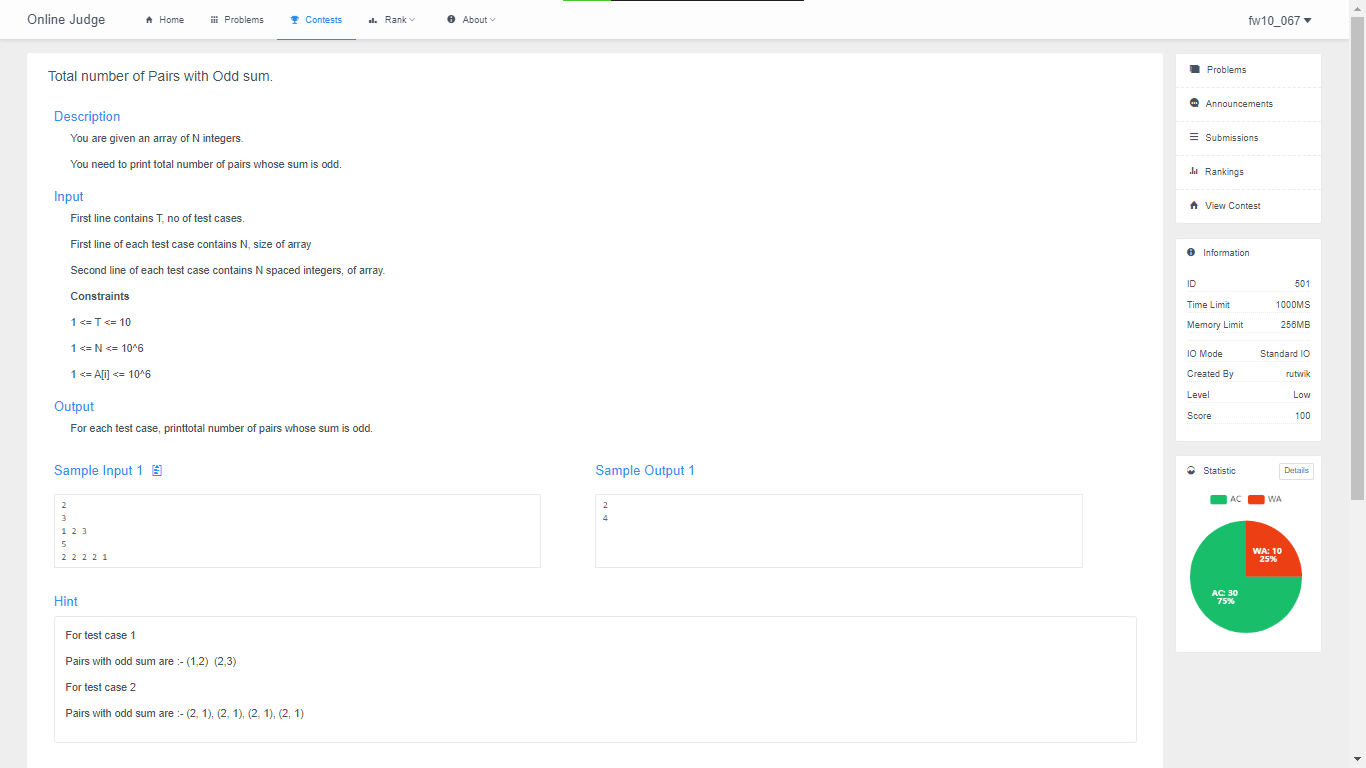 Online Judge
Home
Problems
Contests
Rank
About
fw10_067
Total number of Pairs with Odd sum.
Description
You are given an array of N integers.
You need to print total number of pairs whose sum is odd.
Input
First line contains T, no of test cases.
First line of each test case contains N, size of array
Second line of each test case contains N spaced integers, of array.
Constraints
1 <= T <= 10
1 <= N <= 10^6
1 <= A[i] <= 10^6
Output
For each test case, printtotal number of pairs whose sum is odd.
Sample Input 1
2
3
1 2 3
5
2 2 2 2 1
Sample Output 1
2
4
Hint
For test case 1
Pairs with odd sum are :- (1,2)  (2,3)
For test case 2
Pairs with odd sum are :- (2, 1), (2, 1), (2, 1), (2, 1)
Problems
Announcements
Submissions
Rankings
View Contest
Information
ID 501
Time Limit 1000MS
Memory Limit 256MB
IO Mode Standard IO
Created By rutwik
Level Low
Score 100
Statistic Details
AC WA
WA: 10
25%
AC: 30
75%